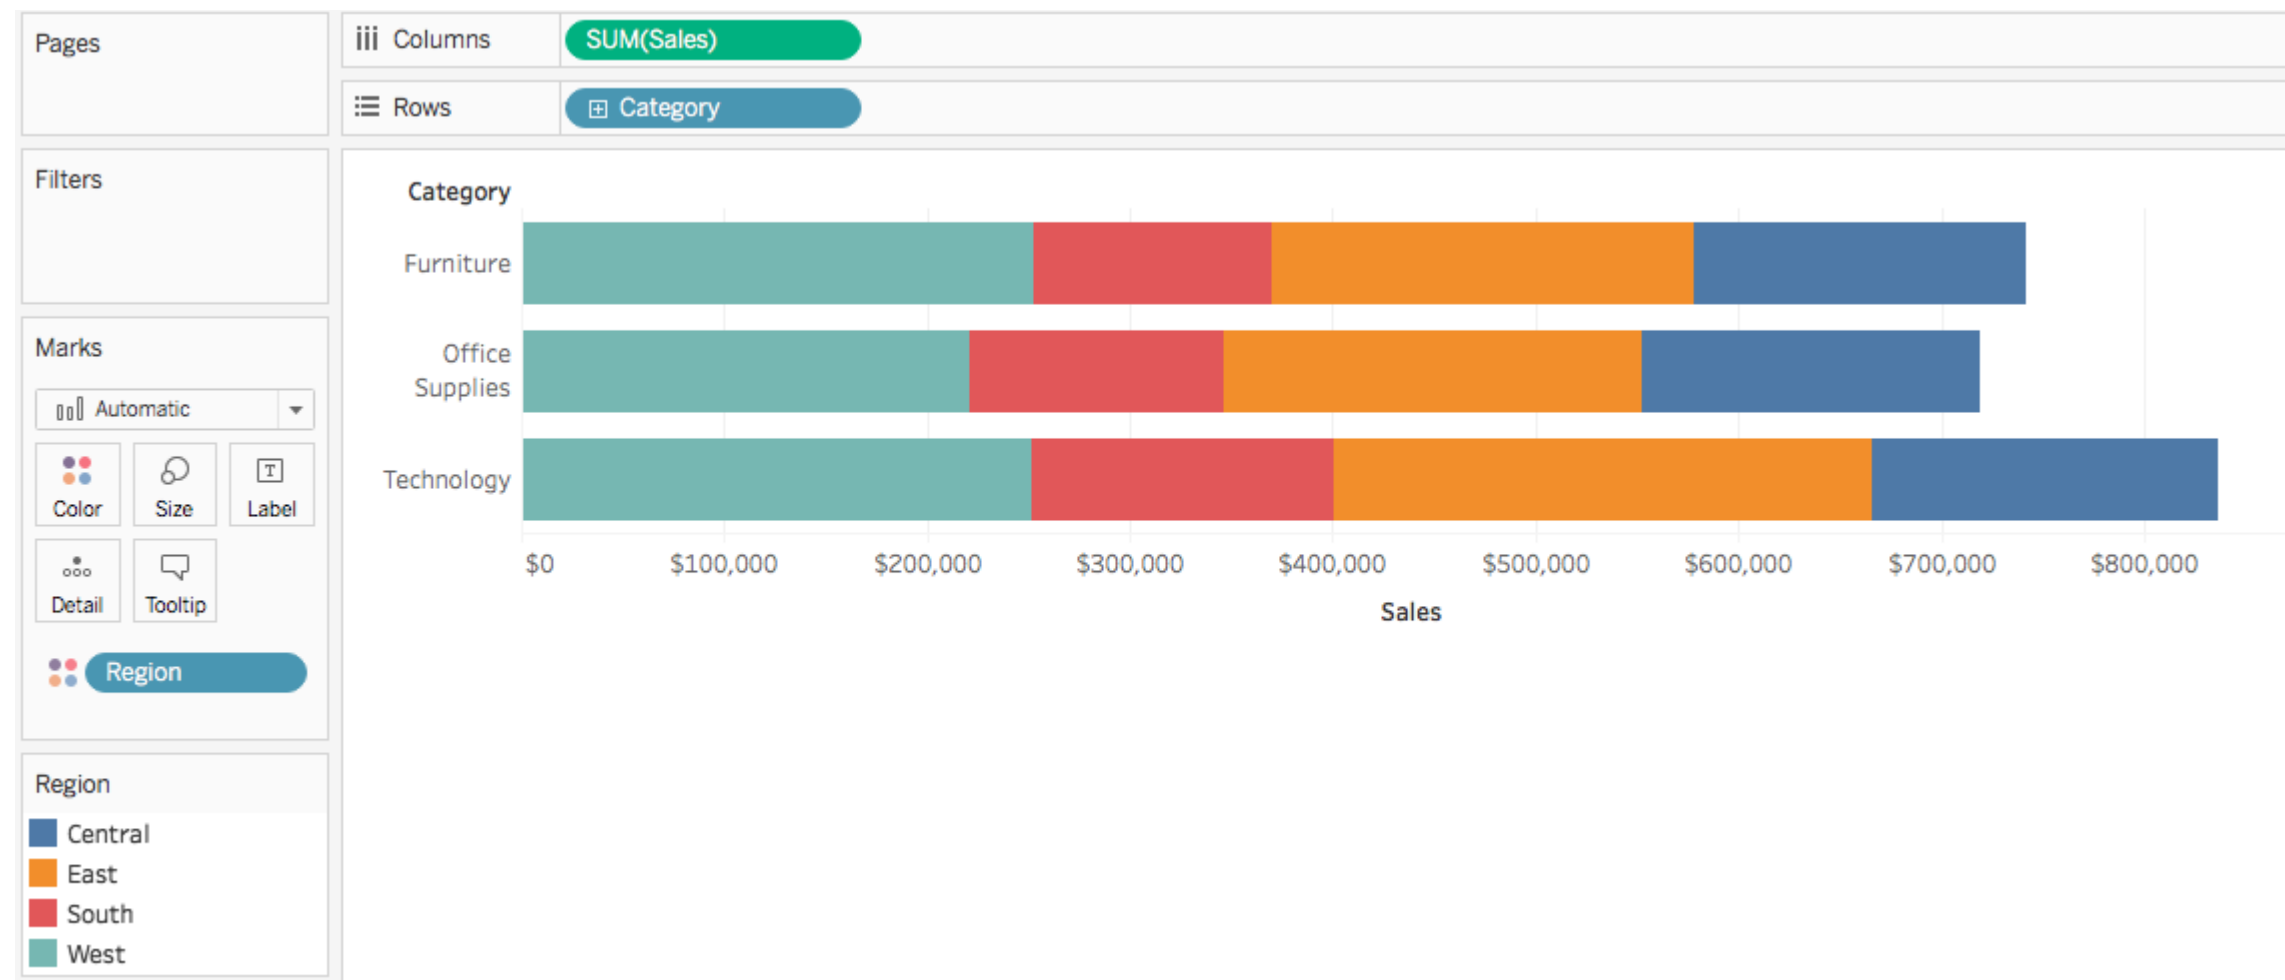 Pages
Columns
SUM(Sales)
Rows
Category
Filters
Marks
Automatic
Color
Size
T
Label
Detail
Tooltip
Region
Region
Central
East
South
West
Category
Furniture
Office
Supplies
Technology
$0
$100,000
$200,000
$300,000
$400,000
$500,000
$600,000
$700,000
$800,000
Sales